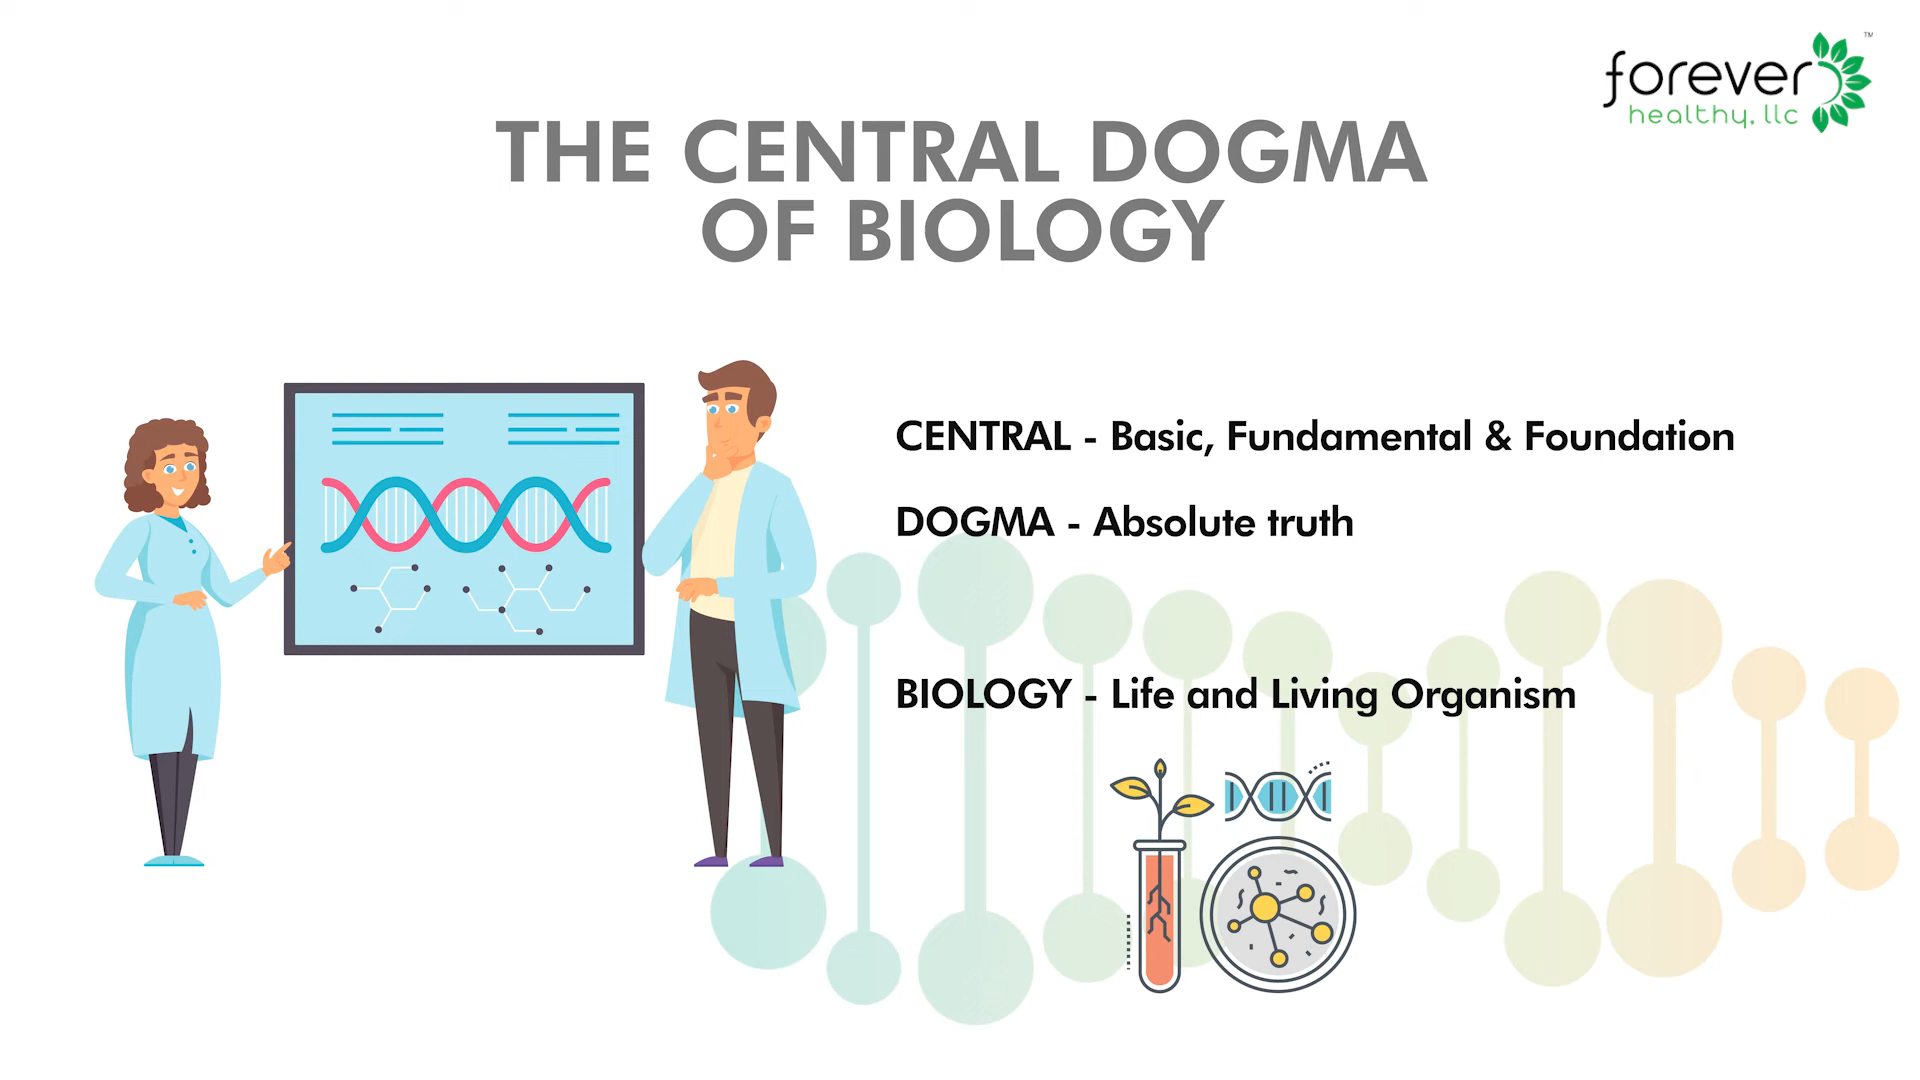 forever
TM
healthy, llc
THE CENTRAL DOGMA
OF BIOLOGY
CENTRAL - Basic, Fundamental & Foundation
DOGMA - Absolute truth
BIOLOGY - Life and Living Organism